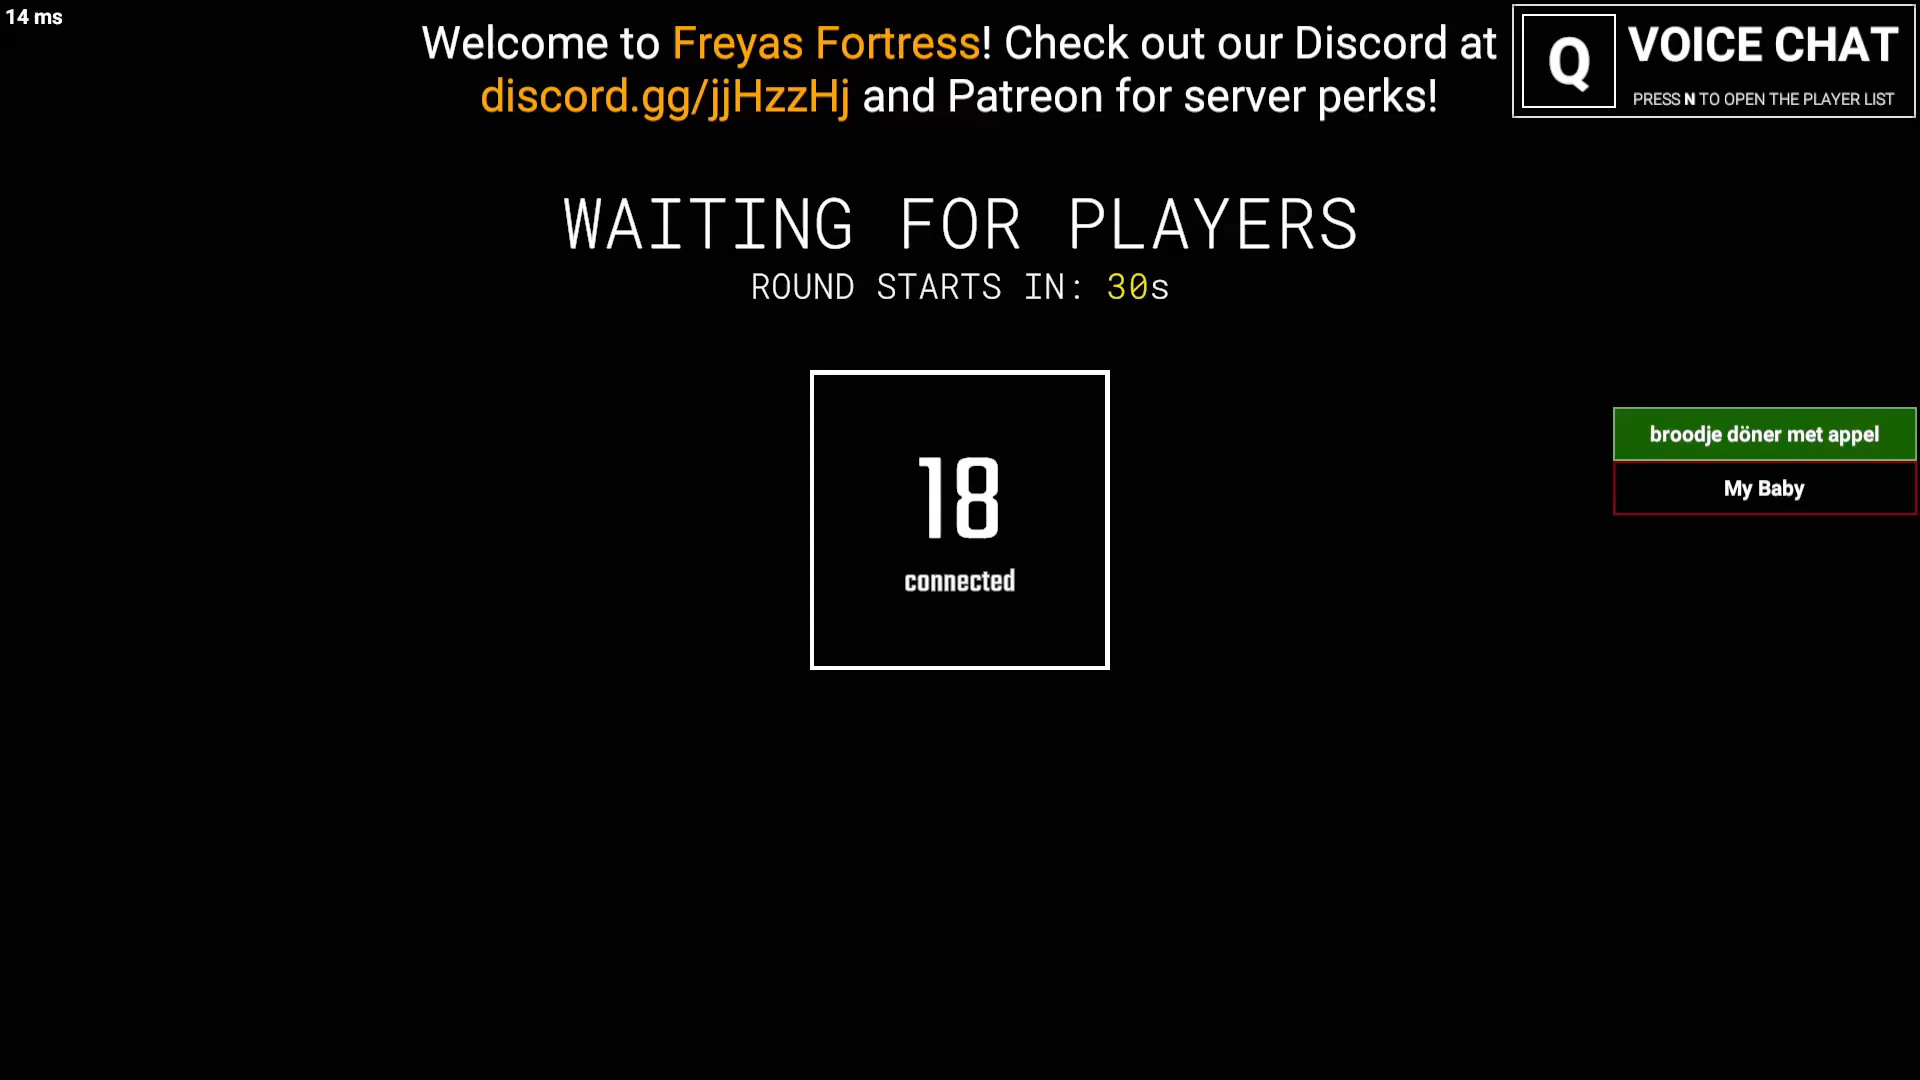 14 ms
Welcome to Freyas Fortress! Check out our Discord at
discord.gg/jjHzzHj and Patreon for server perks!
Q
VOICE CHAT
PRESS N TO OPEN THE PLAYER LIST
WAITING FOR PLAYERS
ROUND STARTS IN: 30s
18
connected
broodje döner met appel
My Baby